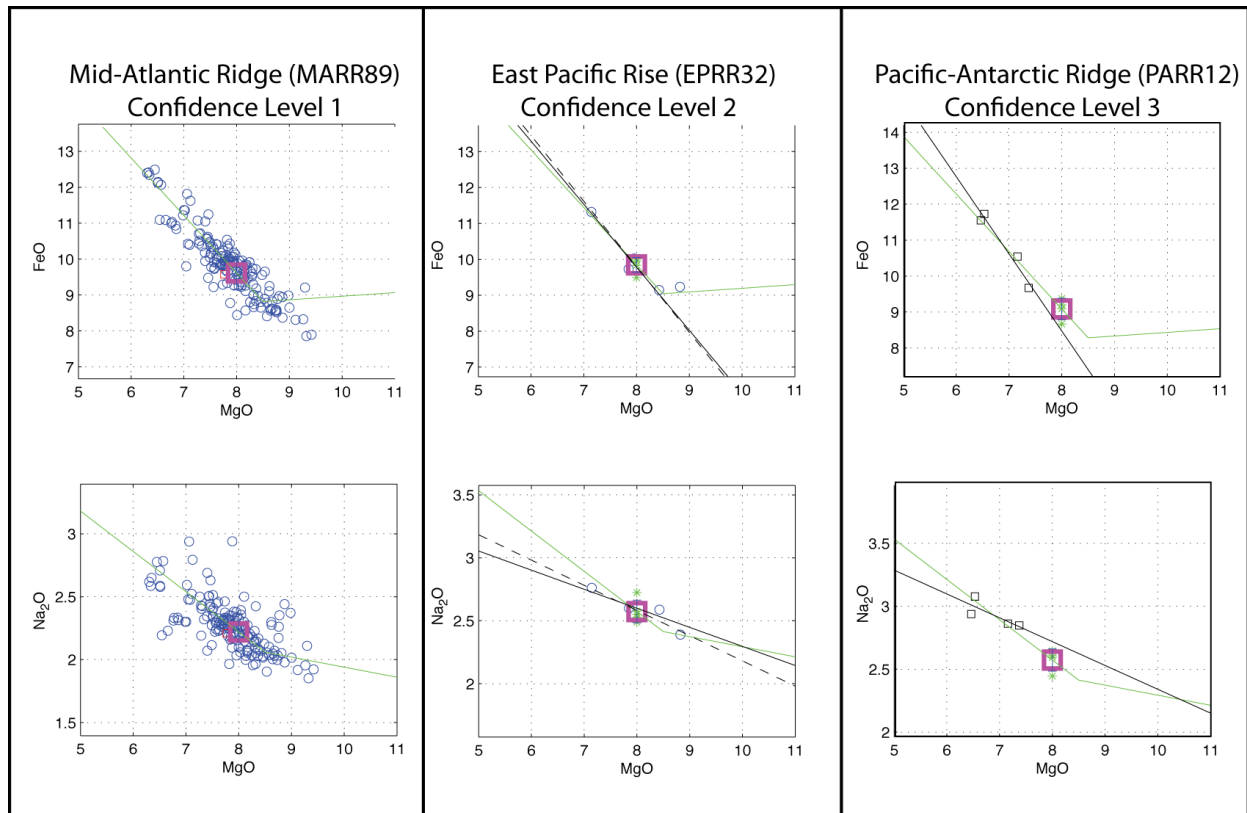 Mid-Atlantic Ridge (MARR89)
Confidence Level 1
13
12
11
10
9
8
7
FeO
5 6 7 8 9 10 11
MgO
3
2.5
2
1.5
Na2O
5 6 7 8 9 10 11
MgO
East Pacific Rise (EPRR32)
Confidence Level 2
13
12
11
10
9
8
7
FeO
5 6 7 8 9 10 11
MgO
3.5
3
2.5
2
Na2O
5 6 7 8 9 10 11
MgO
Pacific-Antarctic Ridge (PARR12)
Confidence Level 3
14
13
12
11
10
9
8
FeO
5 6 7 8 9 10 11
MgO
3.5
3
2.5
2
Na2O
5 6 7 8 9 10 11
MgO